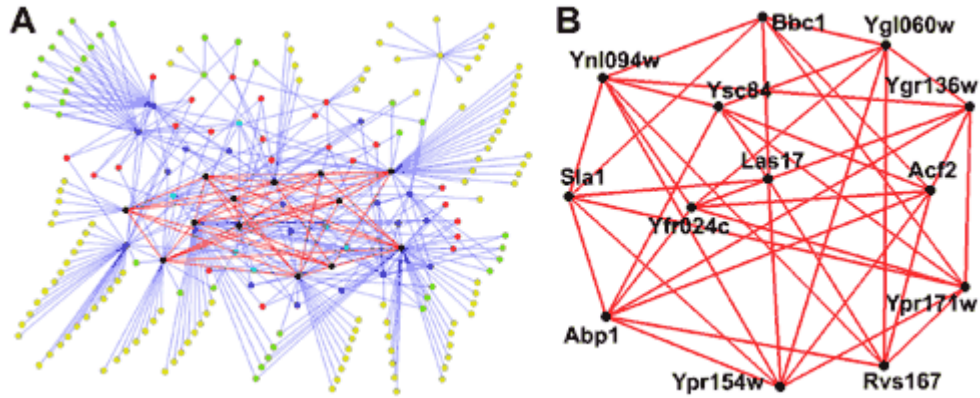 A
B
Bbc1
Ygl060w
Ynl094w
Ysc84
Ygr136w
Las17
Acf2
Sla1
Yfr024c
Ypr171w
Abp1
Ypr154w
Rvs167